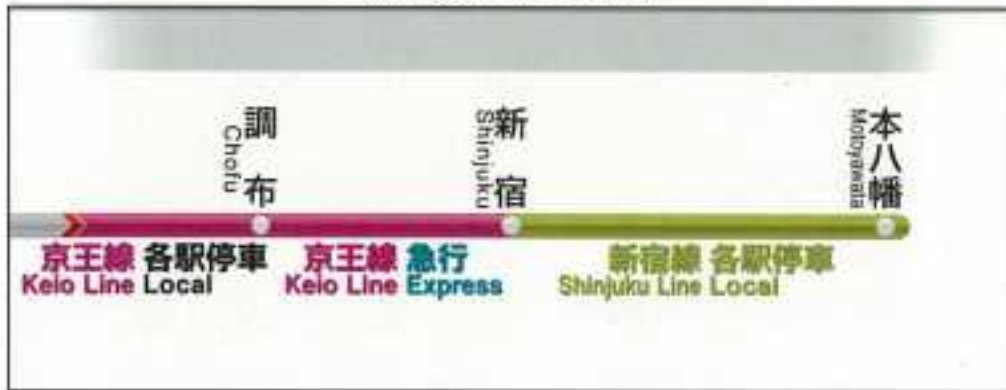 調布
Chofu
新宿
Shinjuku
本八幡
Motoyawata
京王線 各駅停車
Keio Line Local
京王線 急行
Keio Line Express
新宿線 各駅停車
Shinjuku Line Local